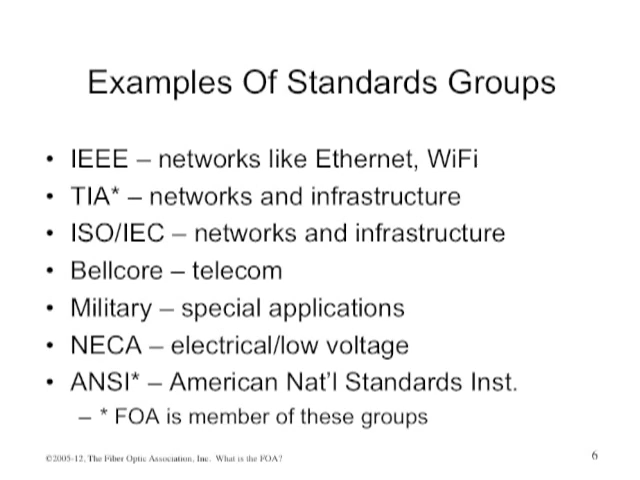 Examples Of Standards Groups
• IEEE – networks like Ethernet, WiFi
• TIA* – networks and infrastructure
• ISO/IEC – networks and infrastructure
• Bellcore – telecom
• Military – special applications
• NECA – electrical/low voltage
• ANSI* – American Nat'l Standards Inst.
– * FOA is member of these groups
©2005-12, The Fiber Optic Association, Inc. What is the FOA?
6